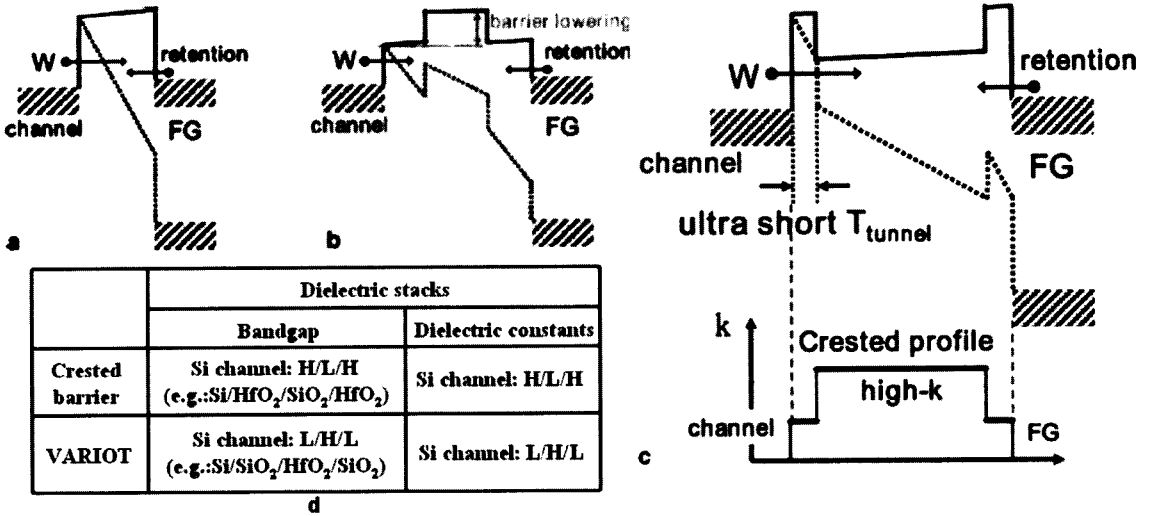 W
retention
channel
FG
a
barrier lowering
W
retention
channel
FG
b
W
retention
channel
FG
ultra short T_tunnel
k
Crested profile
high-k
channel
FG
c
Dielectric stacks
Bandgap
Dielectric constants
Crested barrier
Si channel: H/L/H
(e.g.:Si/HfO₂/SiO₂/HfO₂)
Si channel: H/L/H
VARIOT
Si channel: L/H/L
(e.g.:Si/SiO₂/HfO₂/SiO₂)
Si channel: L/H/L
d